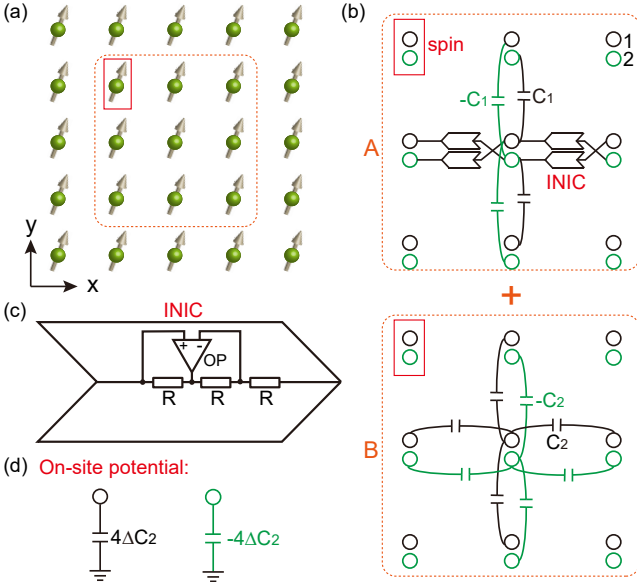 (a)
y
x
(b)
spin
1
2
-C₁
C₁
A
INIC
+
-C₂
C₂
B
(c)
INIC
+ -
OP
R R R
(d) On-site potential:
4ΔC₂ -4ΔC₂